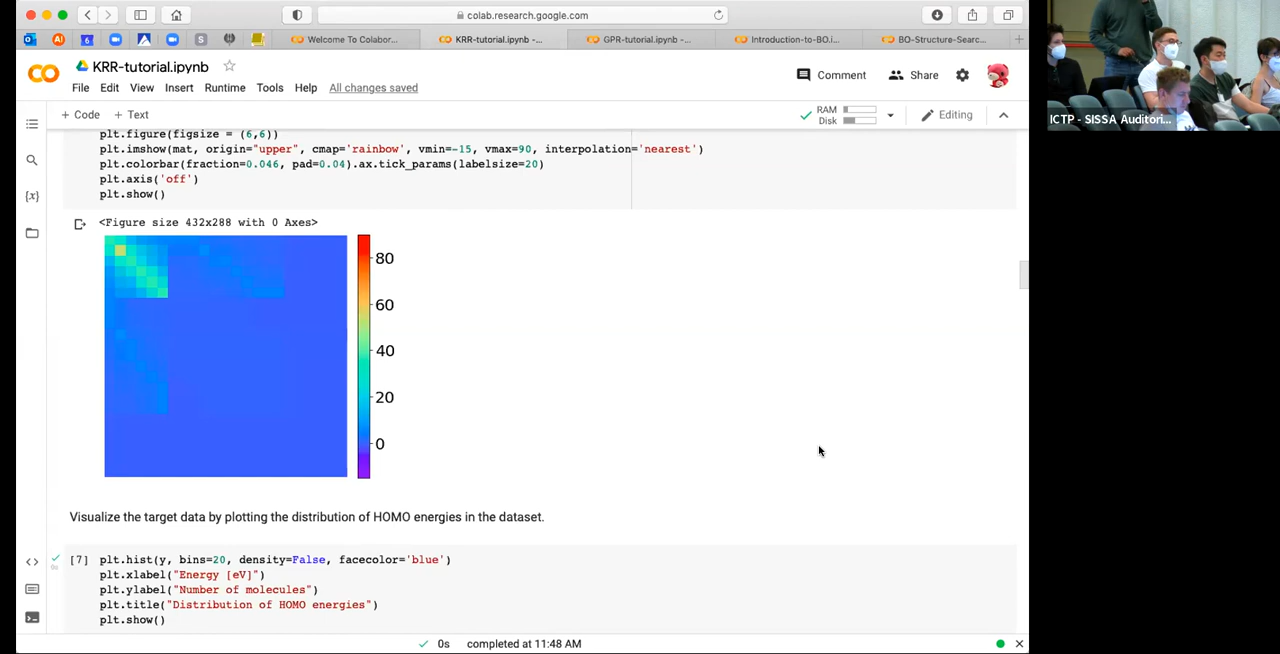 colab.research.google.com
Welcome To Colabor...
KRR-tutorial.ipynb -...
GPR-tutorial.ipynb -...
Introduction-to-BO.i...
BO-Structure-Searc...
KRR-tutorial.ipynb
File Edit View Insert Runtime Tools Help All changes saved
Comment
Share
+ Code + Text
RAM
Disk
Editing
plt.figure(figsize = (6,6))
plt.imshow(mat, origin="upper", cmap='rainbow', vmin=-15, vmax=90, interpolation='nearest')
plt.colorbar(fraction=0.046, pad=0.04).ax.tick_params(labelsize=20)
plt.axis('off')
plt.show()
<Figure size 432x288 with 0 Axes>
80
60
40
20
0
Visualize the target data by plotting the distribution of HOMO energies in the dataset.
[7] plt.hist(y, bins=20, density=False, facecolor='blue')
plt.xlabel("Energy [eV]")
plt.ylabel("Number of molecules")
plt.title("Distribution of HOMO energies")
plt.show()
0s completed at 11:48 AM
ICTP - SISSA Auditori...